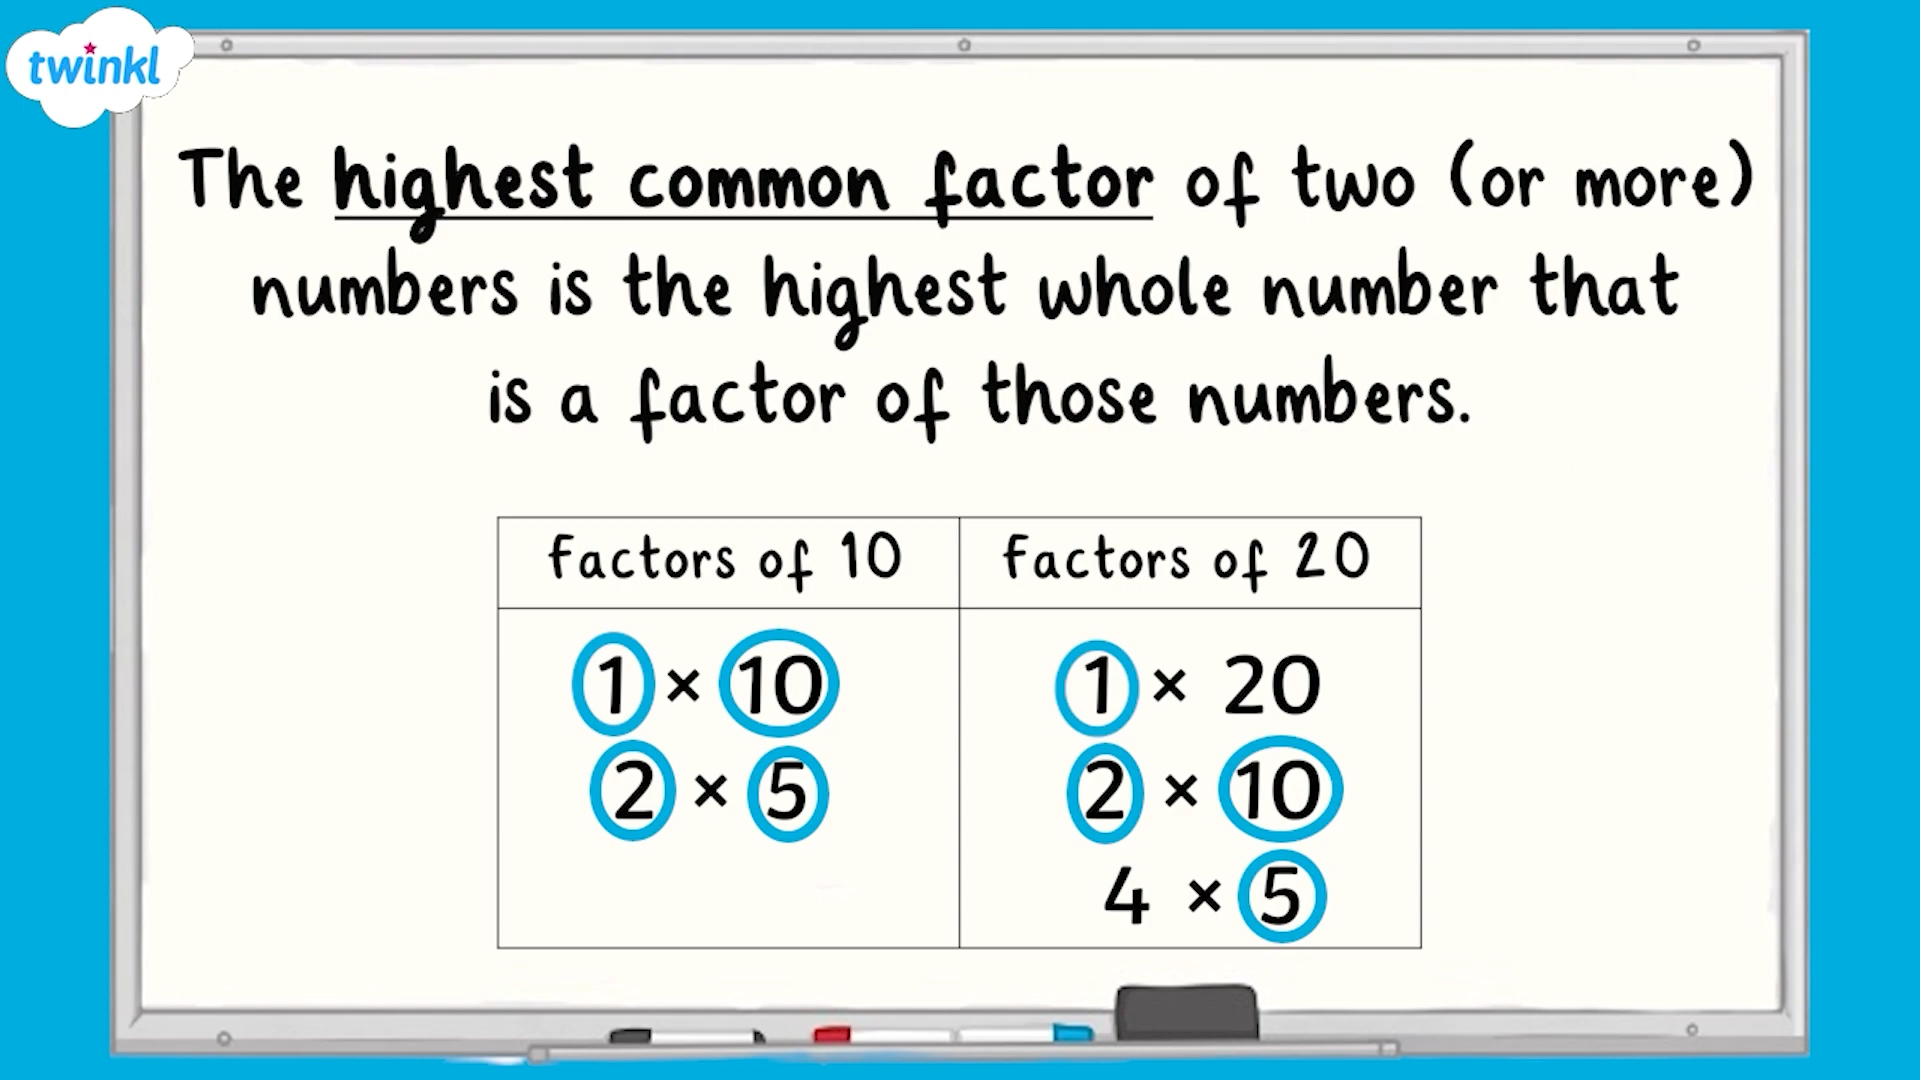 twinkl
The highest common factor of two (or more)
numbers is the highest whole number that
is a factor of those numbers.
factors of 10
factors of 20
1 × 10
2 × 5
1 × 20
2 × 10
4 × 5